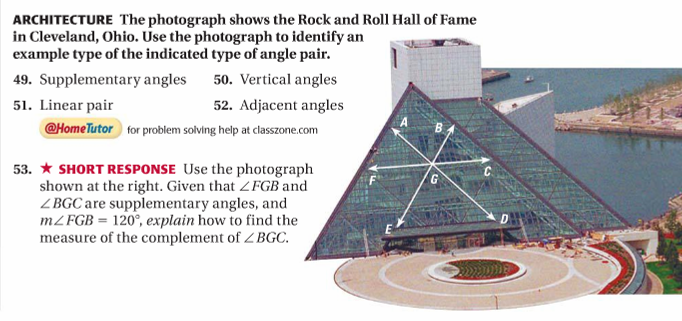 ARCHITECTURE The photograph shows the Rock and Roll Hall of Fame
in Cleveland, Ohio. Use the photograph to identify an
example type of the indicated type of angle pair.
49. Supplementary angles 50. Vertical angles
51. Linear pair 52. Adjacent angles
@HomeTutor for problem solving help at classzone.com
53. ★ SHORT RESPONSE Use the photograph
shown at the right. Given that ∠FGB and
∠BGC are supplementary angles, and
m∠FGB = 120°, explain how to find the
measure of the complement of ∠BGC.
A
B
C
F
G
D
E